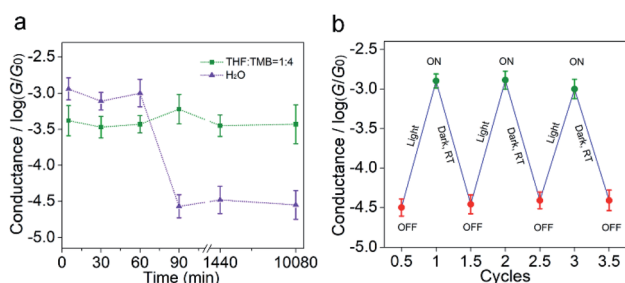 a
Conductance / log(G/G0)
-2.5
-3.0
-3.5
-4.0
-4.5
-5.0
THF:TMB=1:4
H₂O
0 30 60 90 1440 10080
Time (min)
b
Conductance / log(G/G0)
-2.5
-3.0
-3.5
-4.0
-4.5
-5.0
ON ON ON
Light Dark, RT Light Dark, RT Light Dark, RT
OFF OFF OFF OFF
0.5 1 1.5 2 2.5 3 3.5
Cycles